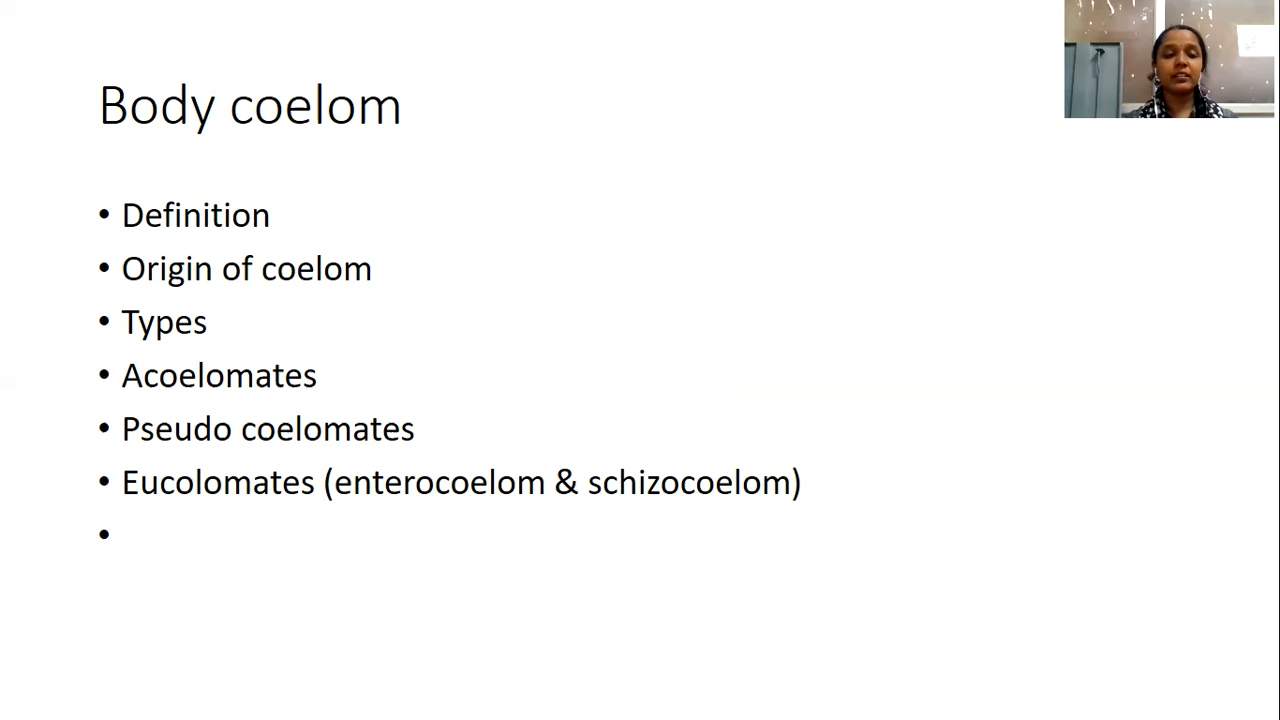 Body coelom
• Definition
• Origin of coelom
• Types
• Acoelomates
• Pseudo coelomates
• Eucolomates (enterocoelom & schizocoelom)
•